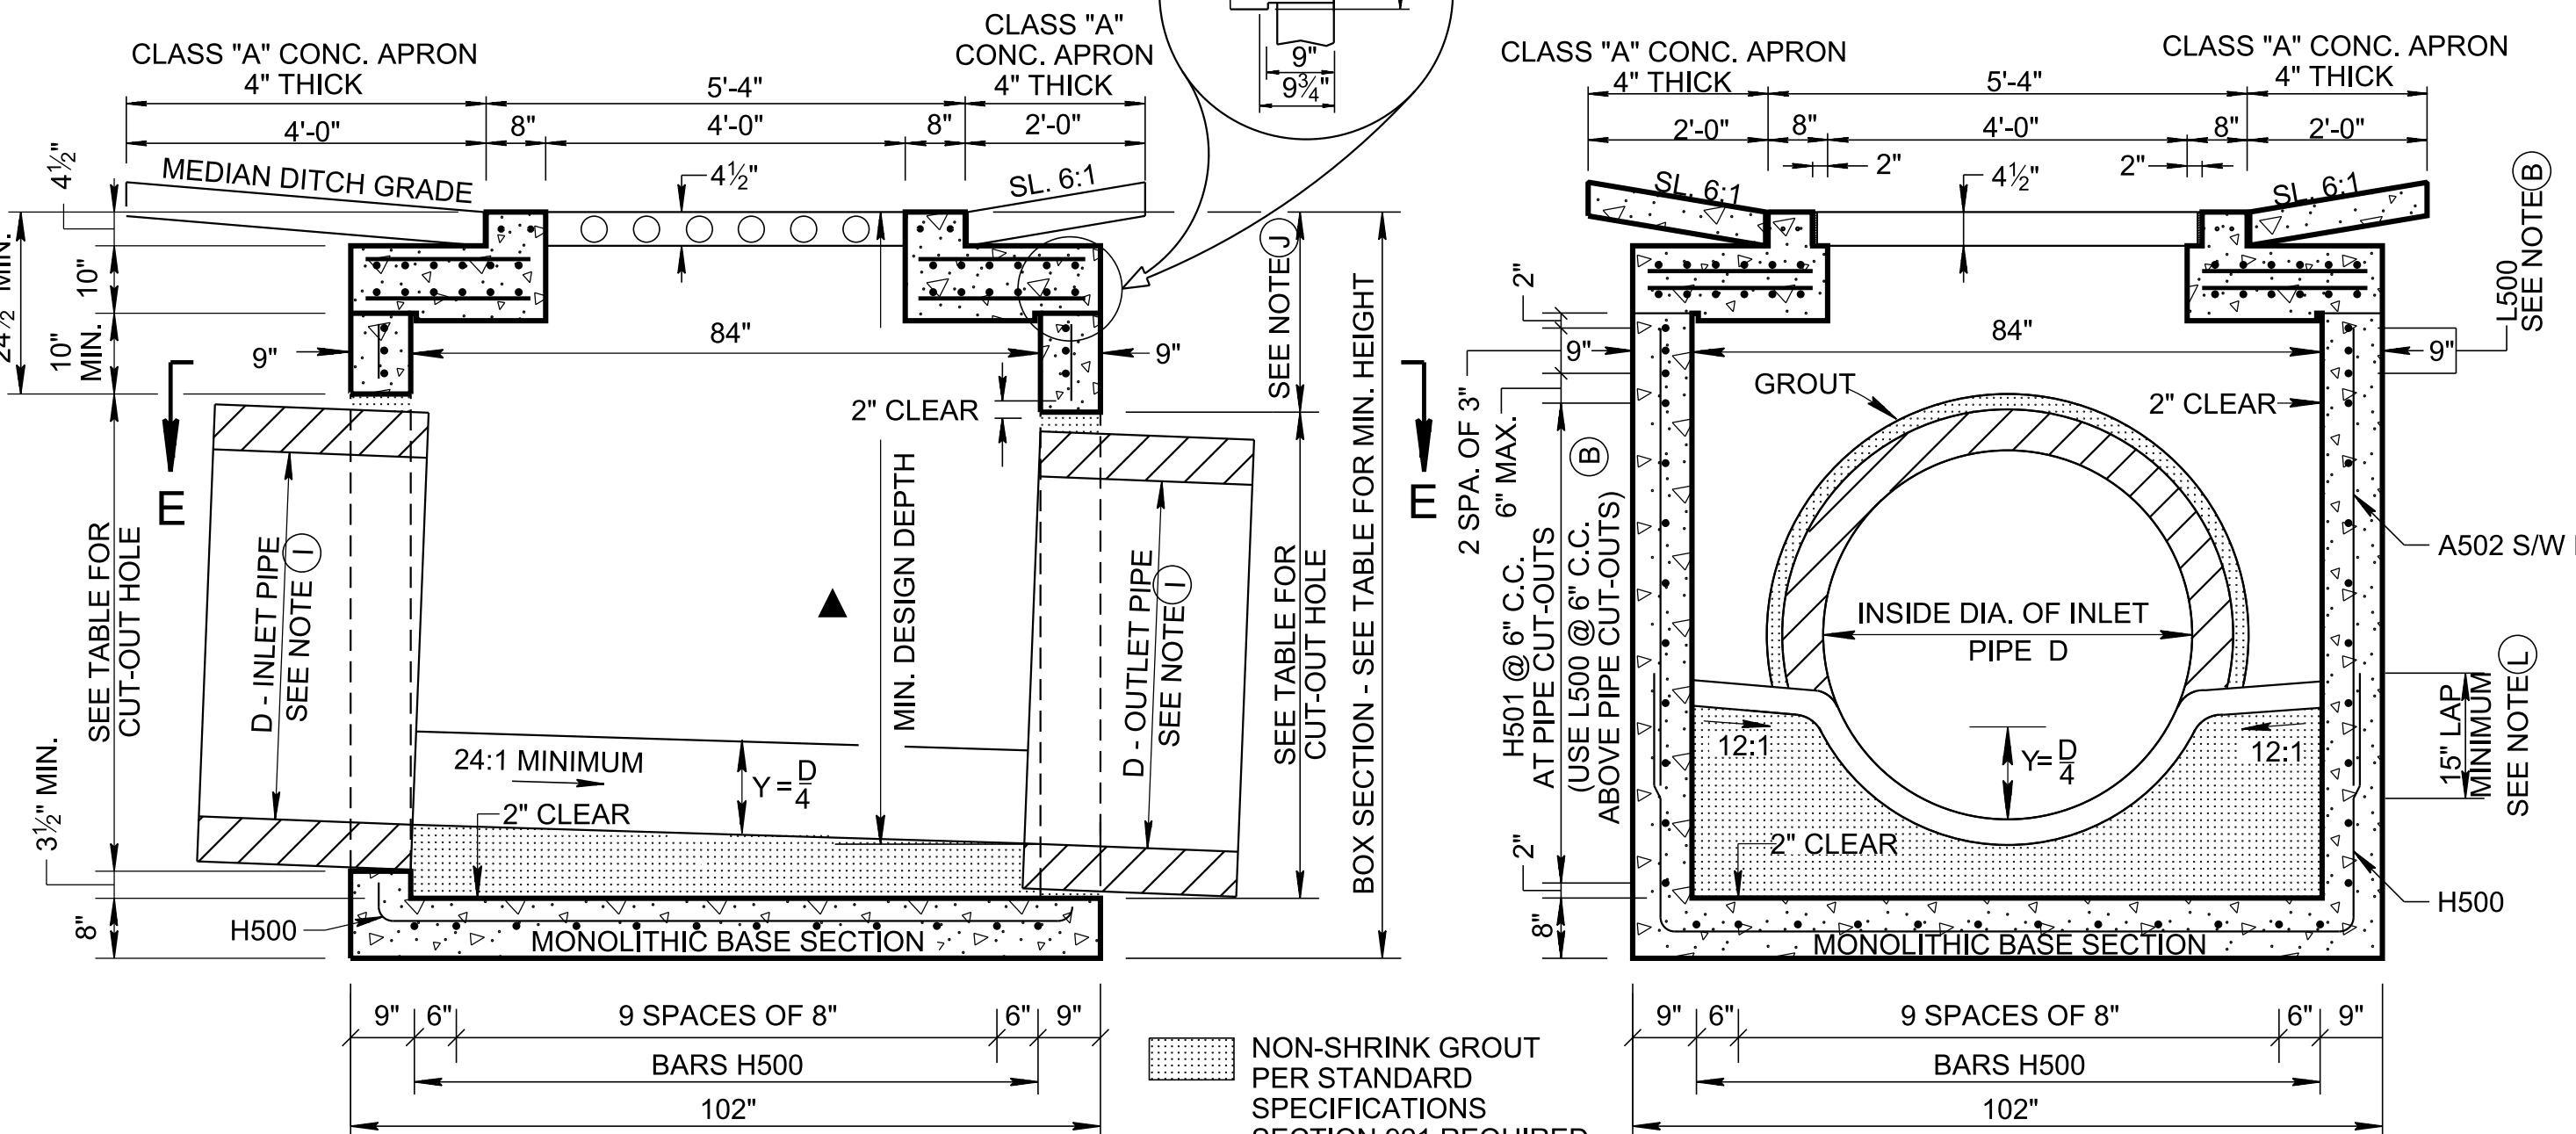 CLASS "A" CONC. APRON
4" THICK
4'-0"
8"
5'-4"
4'-0"
8"
CLASS "A"
CONC. APRON
4" THICK
2'-0"
9"
9¾"
4½"
MEDIAN DITCH GRADE
4½"
SL. 6:1
10"
10"
MIN.
9"
84"
9"
SEE NOTE J
2" CLEAR
E
E
SEE TABLE FOR
CUT-OUT HOLE
D - INLET PIPE
SEE NOTE I
MIN. DESIGN DEPTH
D - OUTLET PIPE
SEE NOTE I
SEE TABLE FOR
CUT-OUT HOLE
BOX SECTION - SEE TABLE FOR MIN. HEIGHT
24:1 MINIMUM
Y = D/4
2" CLEAR
3½" MIN.
8"
H500
MONOLITHIC BASE SECTION
9"
6"
9 SPACES OF 8"
6"
9"
BARS H500
102"
NON-SHRINK GROUT
PER STANDARD
SPECIFICATIONS
CLASS "A" CONC. APRON
4" THICK
2'-0"
8"
5'-4"
4'-0"
8"
CLASS "A" CONC. APRON
4" THICK
2'-0"
2"
4½"
2"
SL. 6:1
SL. 6:1
L500
SEE NOTE B
2"
9"
84"
9"
2 SPA. OF 3"
6" MAX.
GROUT
2" CLEAR
H501 @ 6" C.C.
AT PIPE CUT-OUTS
(USE L500 @ 6" C.C.
ABOVE PIPE CUT-OUTS)
B
A502 S/W
INSIDE DIA. OF INLET
PIPE D
12:1
12:1
Y= D/4
15" LAP
MINIMUM
SEE NOTE L
2" CLEAR
2"
8"
H500
MONOLITHIC BASE SECTION
9"
6"
9 SPACES OF 8"
6"
9"
BARS H500
102"